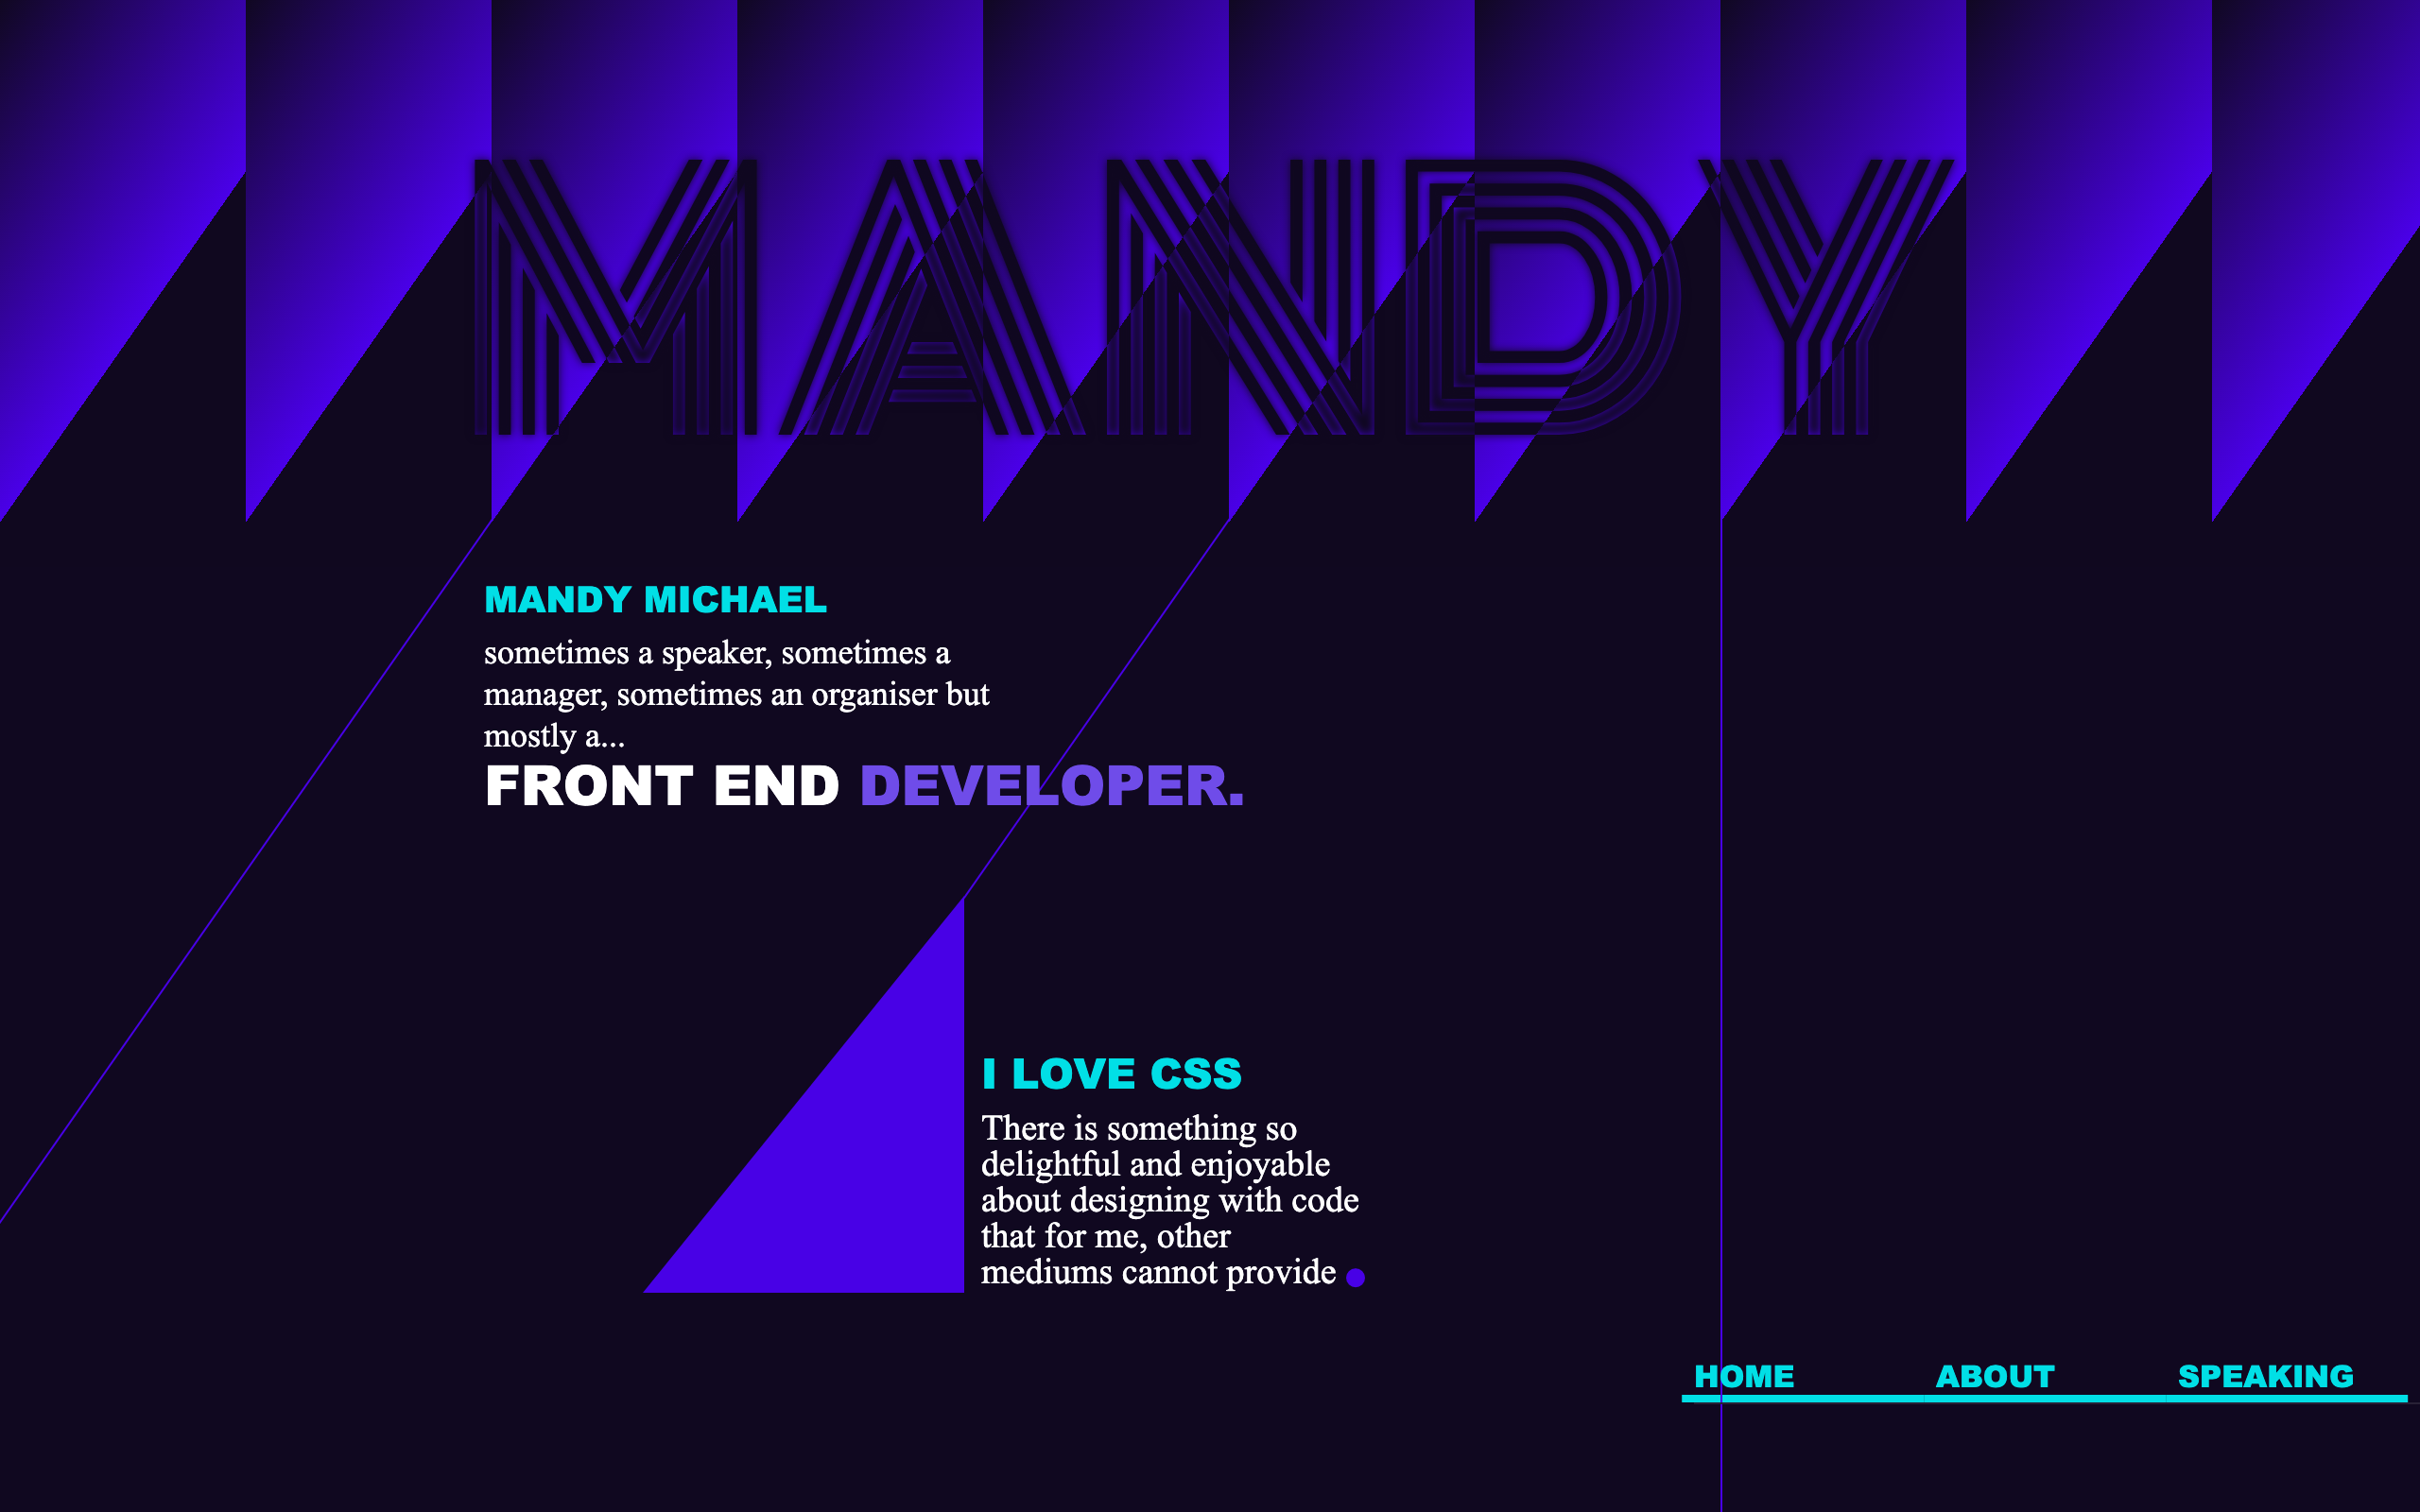 MANDY
MANDY MICHAEL
sometimes a speaker, sometimes a
manager, sometimes an organiser but
mostly a...
FRONT END DEVELOPER.
I LOVE CSS
There is something so
delightful and enjoyable
about designing with code
that for me, other
mediums cannot provide
HOME ABOUT SPEAKING